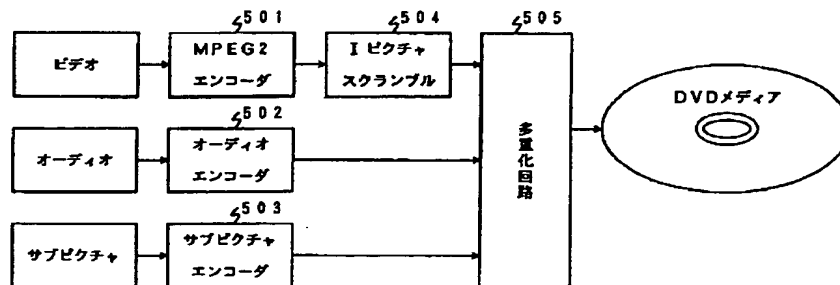 501
504
505
ビデオ
MPEG2
エンコーダ
Iピクチャ
スクランブル
DVDメディア
502
オーディオ
オーディオ
エンコーダ
多重化回路
503
サブピクチャ
サブピクチャ
エンコーダ